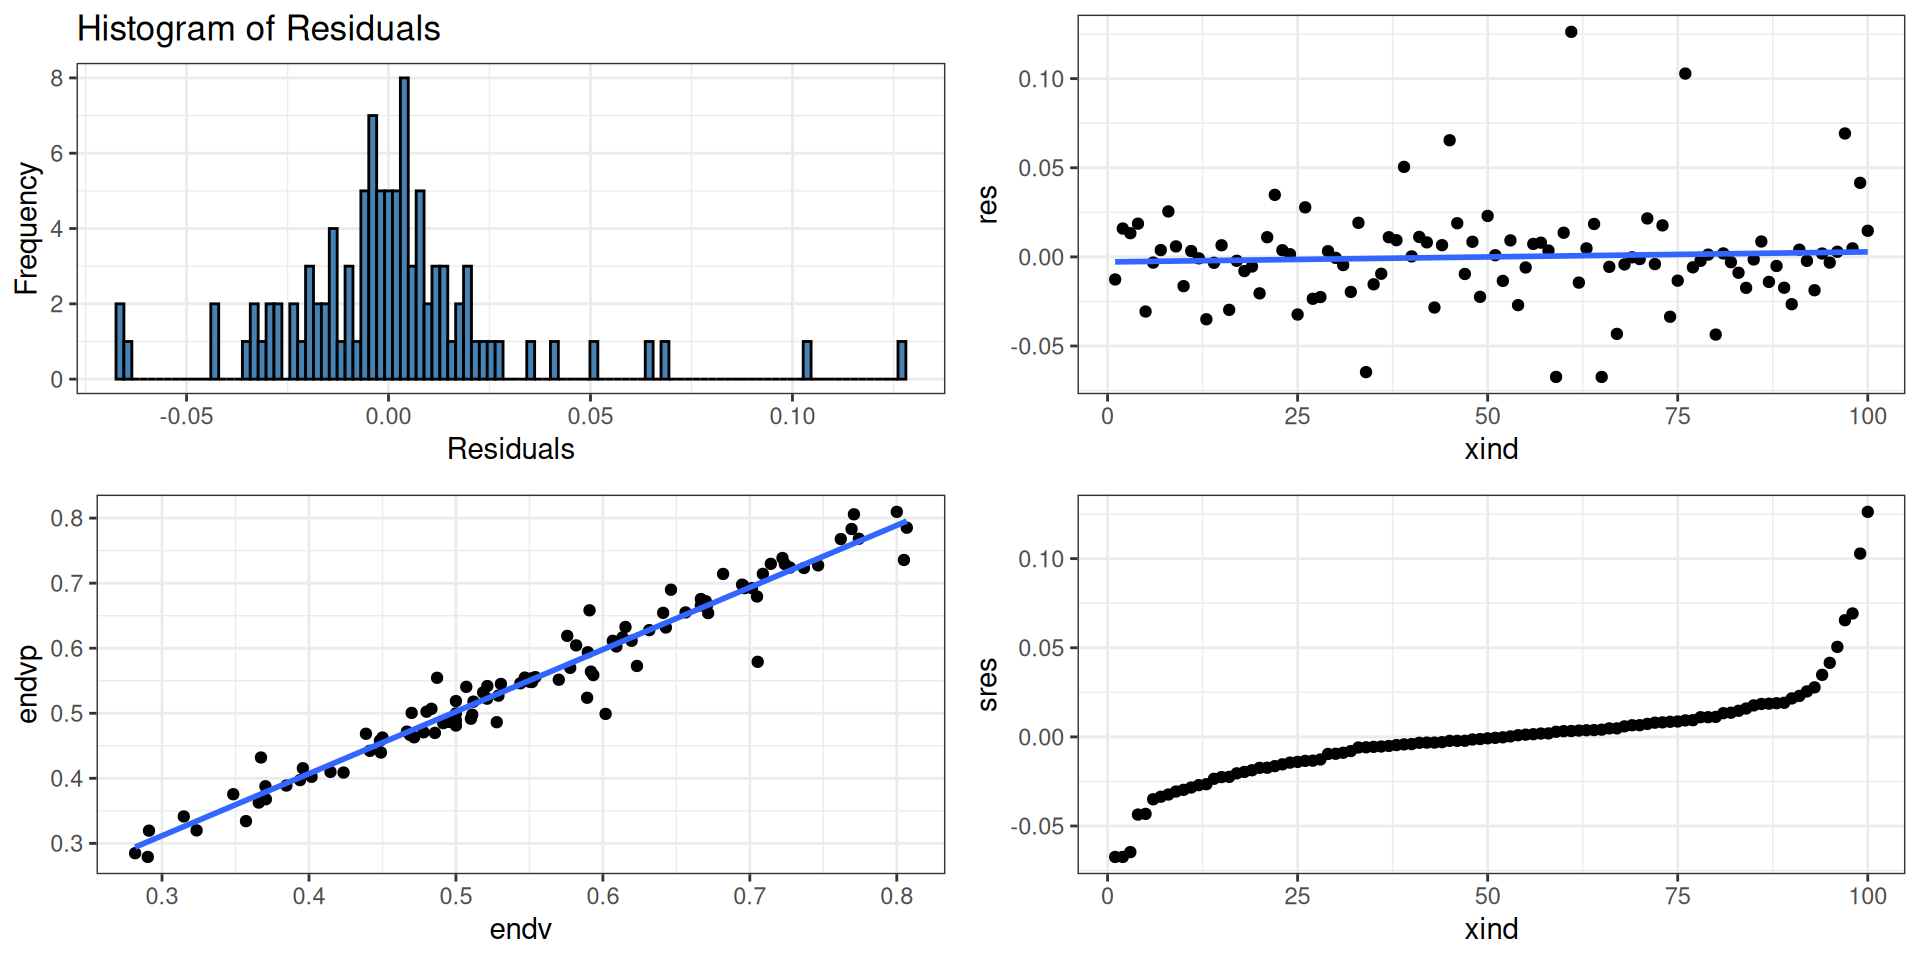 Histogram of Residuals
Frequency
8
6
4
2
0
-0.05 0.00 0.05 0.10
Residuals
res
0.10
0.05
0.00
-0.05
0 25 50 75 100
xind
endvp
0.8
0.7
0.6
0.5
0.4
0.3
0.3 0.4 0.5 0.6 0.7 0.8
endv
sres
0.10
0.05
0.00
-0.05
0 25 50 75 100
xind